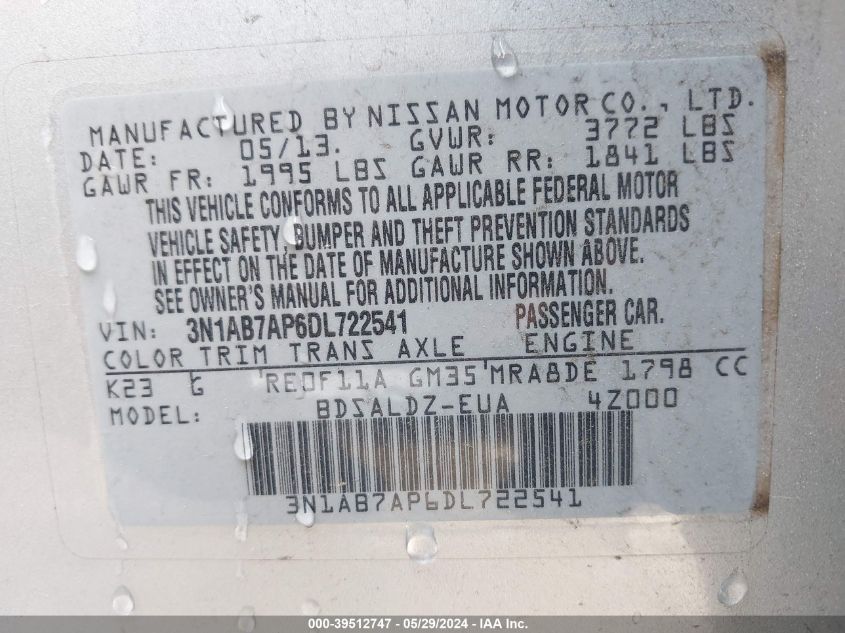 MANUFACTURED BY NISSAN MOTOR CO., LTD.
DATE: 05/13. GVWR: 3772 LBS
GAWR FR: 1995 LBS GAWR RR: 1841 LBS
THIS VEHICLE CONFORMS TO ALL APPLICABLE FEDERAL MOTOR
VEHICLE SAFETY, BUMPER AND THEFT PREVENTION STANDARDS
IN EFFECT ON THE DATE OF MANUFACTURE SHOWN ABOVE.
SEE OWNER'S MANUAL FOR ADDITIONAL INFORMATION.
VIN: 3N1AB7AP6DL722541 PASSENGER CAR.
COLOR TRIM TRANS AXLE ENGINE
K23 G RE0F11A GM35 MRA8DE 1798 CC
MODEL: BDSALDZ-EUA 4Z000
3N1AB7AP6DL722541
000-39512747 - 05/29/2024 - IAA Inc.